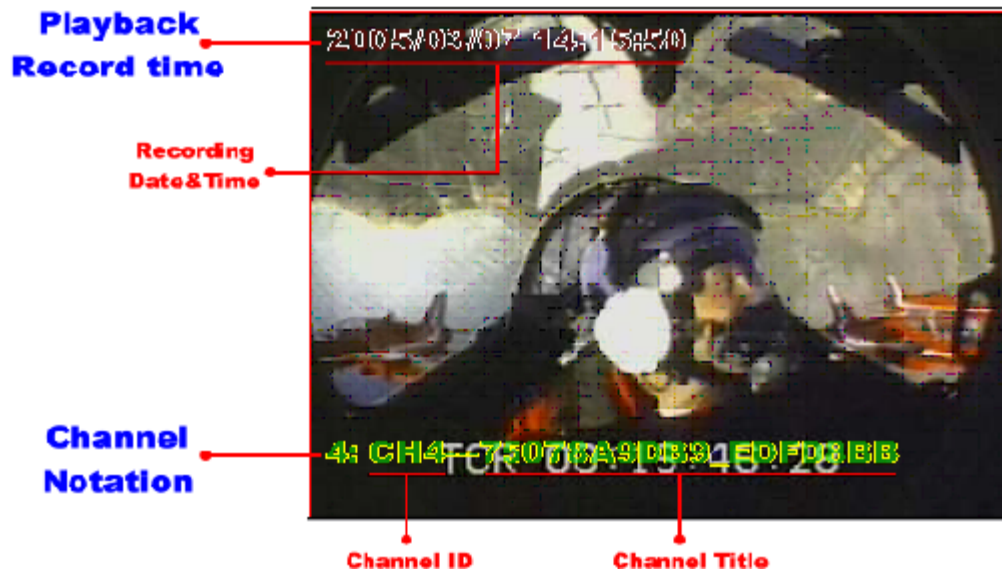 Playback
Record time
2005/03/07 14:15:50
Recording
Date&Time
Channel
Notation
4: CH4
TCR
Channel ID
Channel Title